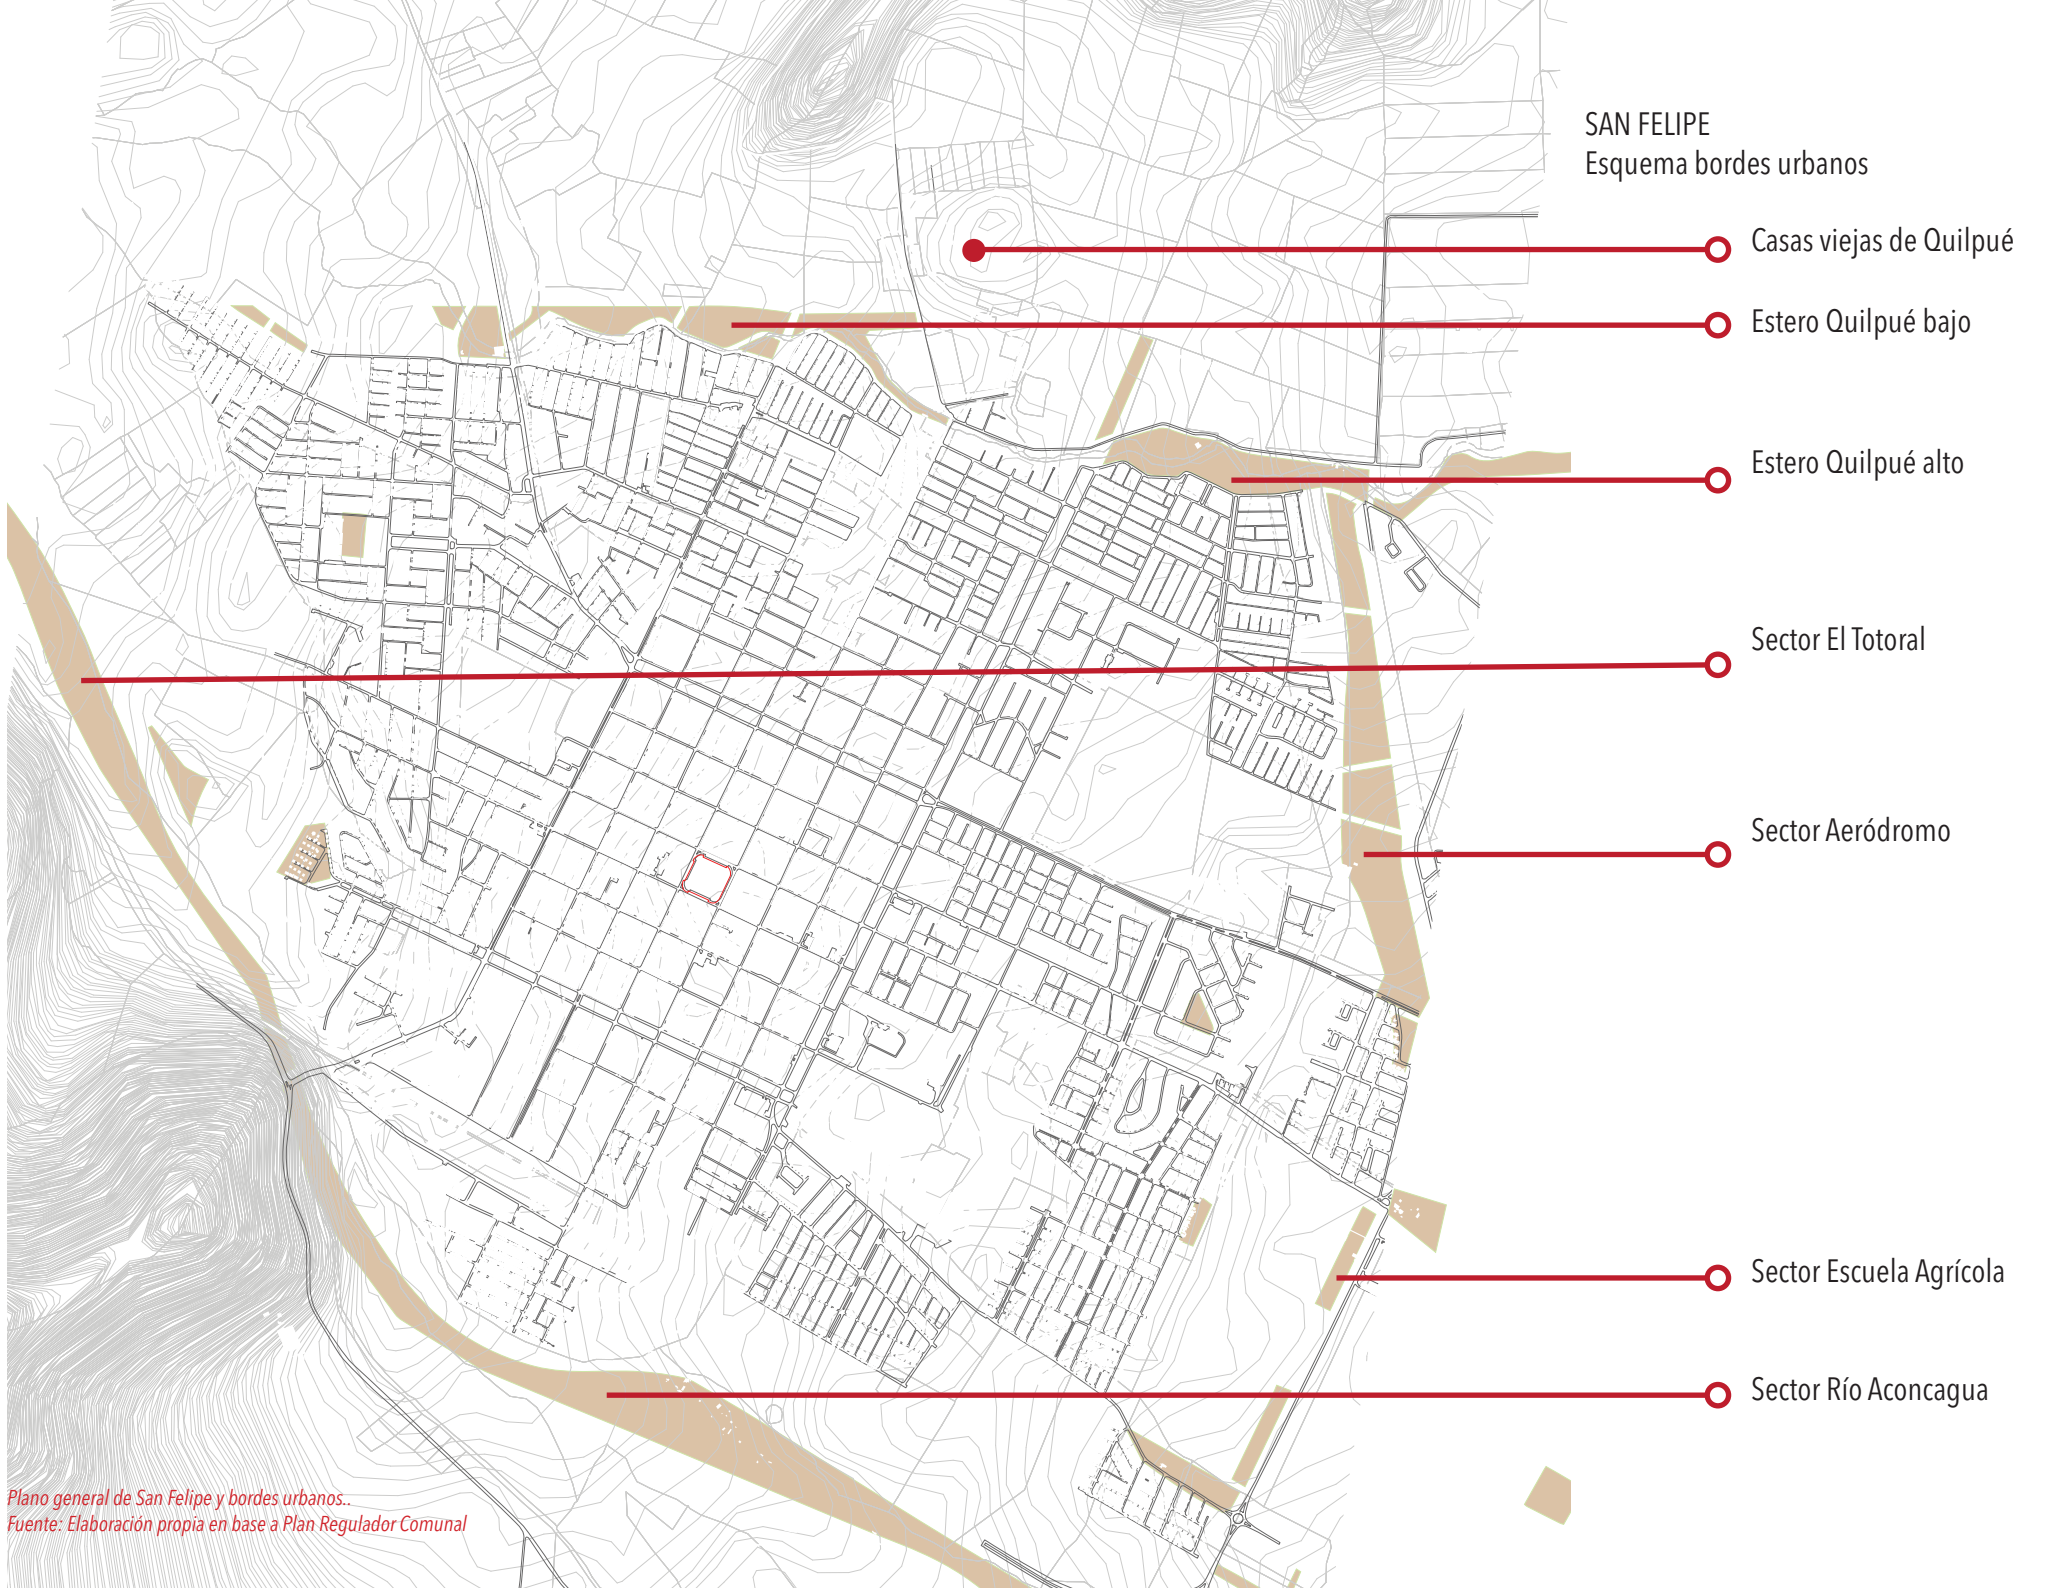 SAN FELIPE
Esquema bordes urbanos
Casas viejas de Quilpué
Estero Quilpué bajo
Estero Quilpué alto
Sector El Totoral
Sector Aeródromo
Sector Escuela Agrícola
Sector Río Aconcagua
Plano general de San Felipe y bordes urbanos..
Fuente: Elaboración propia en base a Plan Regulador Comunal